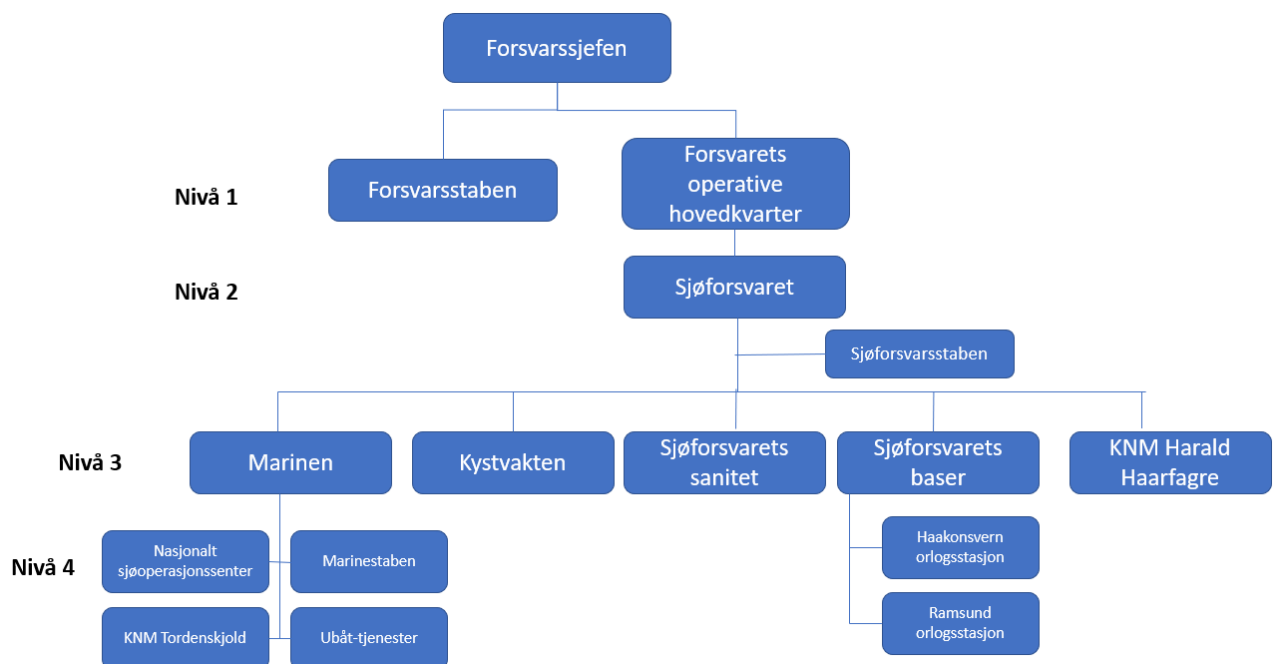 Forsvarssjefen
Nivå 1
Forsvarsstaben
Forsvarets
operative
hovedkvarter
Nivå 2
Sjøforsvaret
Sjøforsvarsstaben
Nivå 3
Marinen
Kystvakten
Sjøforsvarets
sanitet
Sjøforsvarets
baser
KNM Harald
Haarfagre
Nivå 4
Nasjonalt
sjøoperasjonssenter
Marinestaben
Haakonsvern
orlogsstasjon
KNM Tordenskjold
Ubåt-tjenester
Ramsund
orlogsstasjon